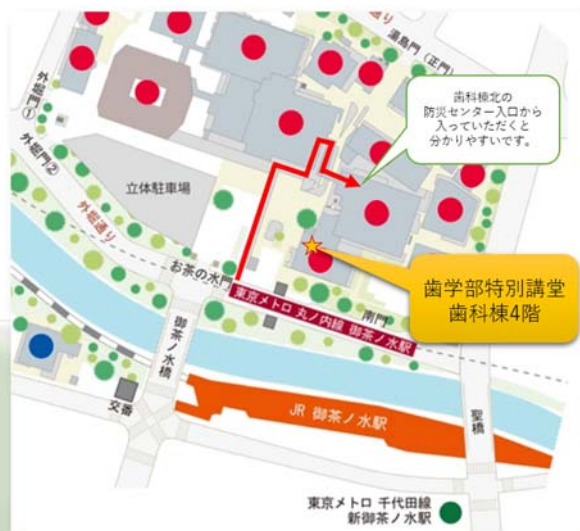 湯島門（正門）
通り
外堀門①
外堀門②
外堀通り
立体駐車場
歯科棟北の
防災センター入口から
入っていただくと
分かりやすいです。
お茶の水門
歯学部特別講堂
歯科棟4階
東京メトロ 丸ノ内線 御茶ノ水駅
南門
御茶ノ水橋
交番
JR 御茶ノ水駅
聖橋
東京メトロ 千代田線
新御茶ノ水駅